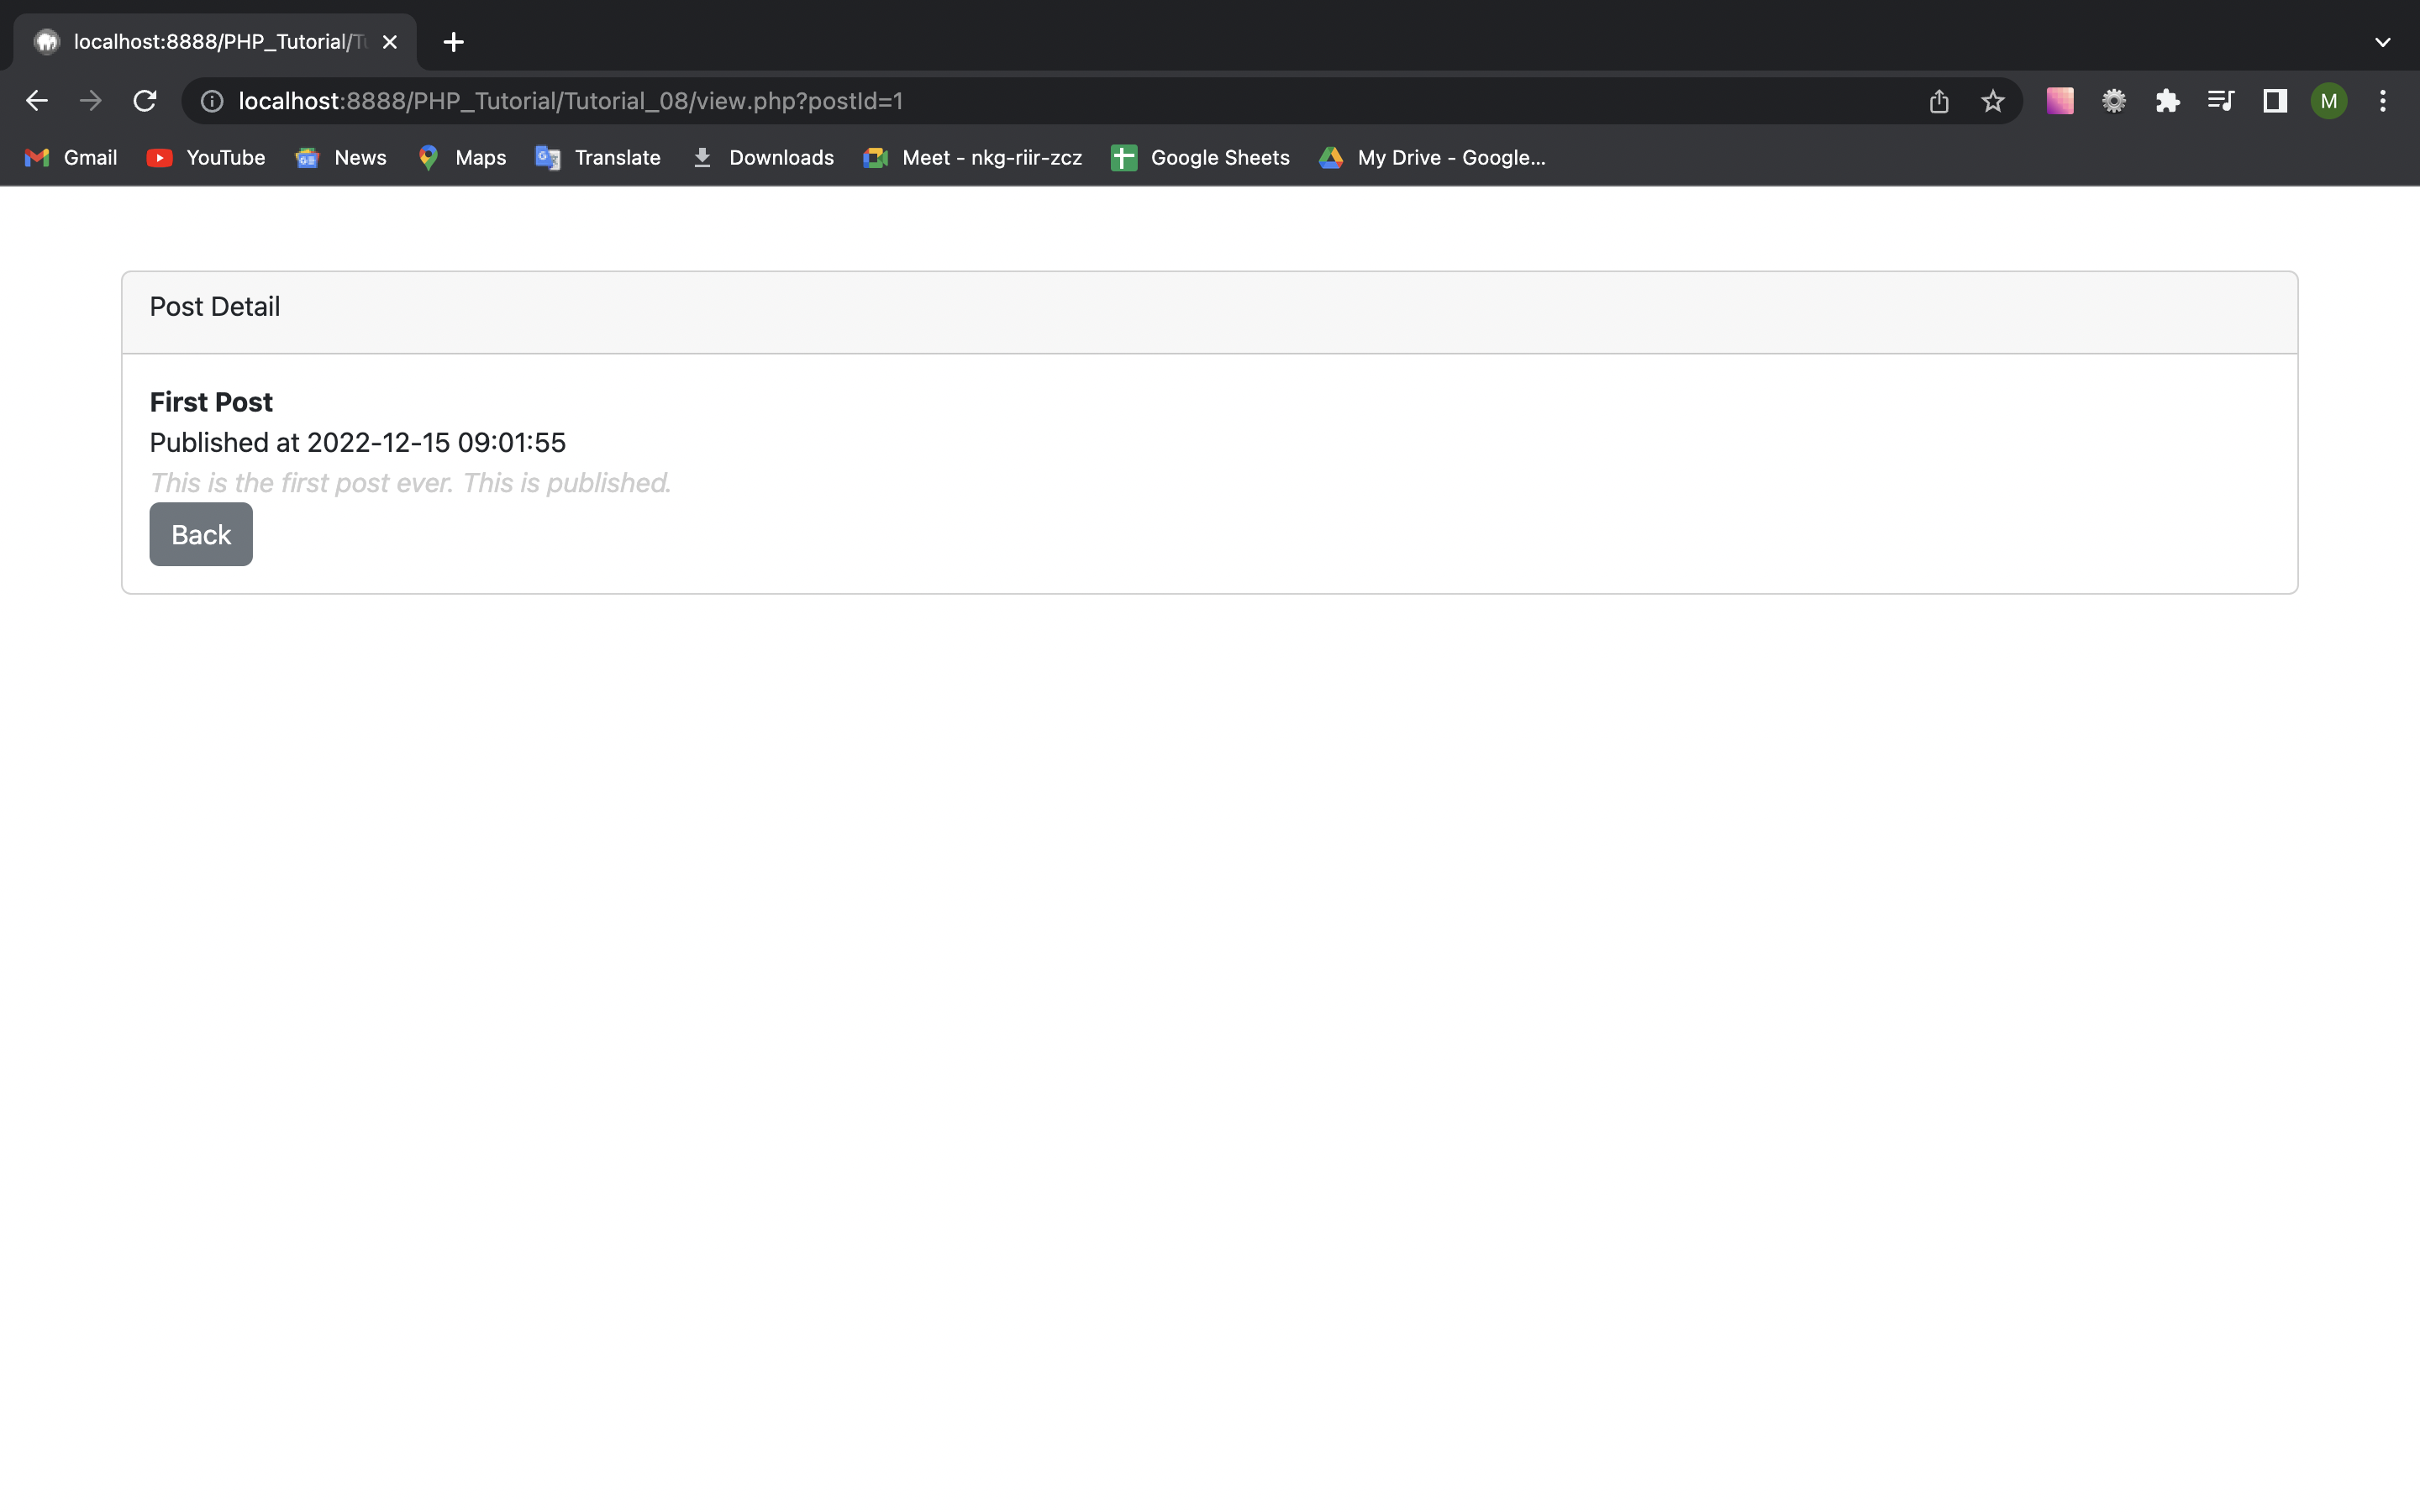 localhost:8888/PHP_Tutorial/Tu
localhost:8888/PHP_Tutorial/Tutorial_08/view.php?postId=1
M
Gmail YouTube News Maps Translate Downloads Meet - nkg-riir-zcz Google Sheets My Drive - Google...
Post Detail
First Post
Published at 2022-12-15 09:01:55
This is the first post ever. This is published.
Back